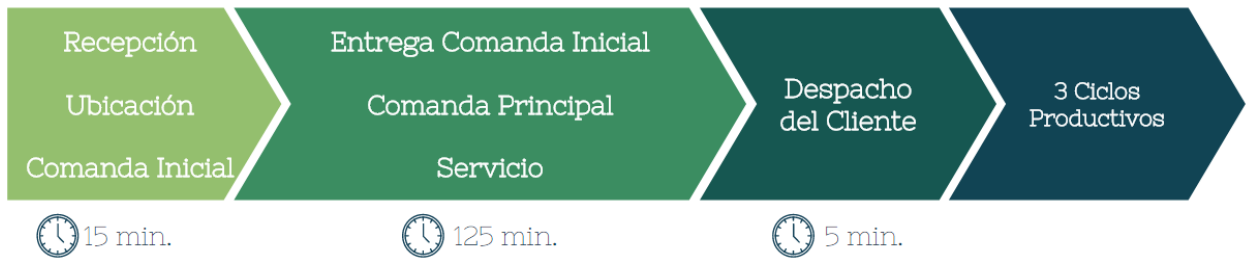 Recepción
Ubicación
Comanda Inicial
Entrega Comanda Inicial
Comanda Principal
Servicio
Despacho
del Cliente
3 Ciclos
Productivos
15 min.
125 min.
5 min.